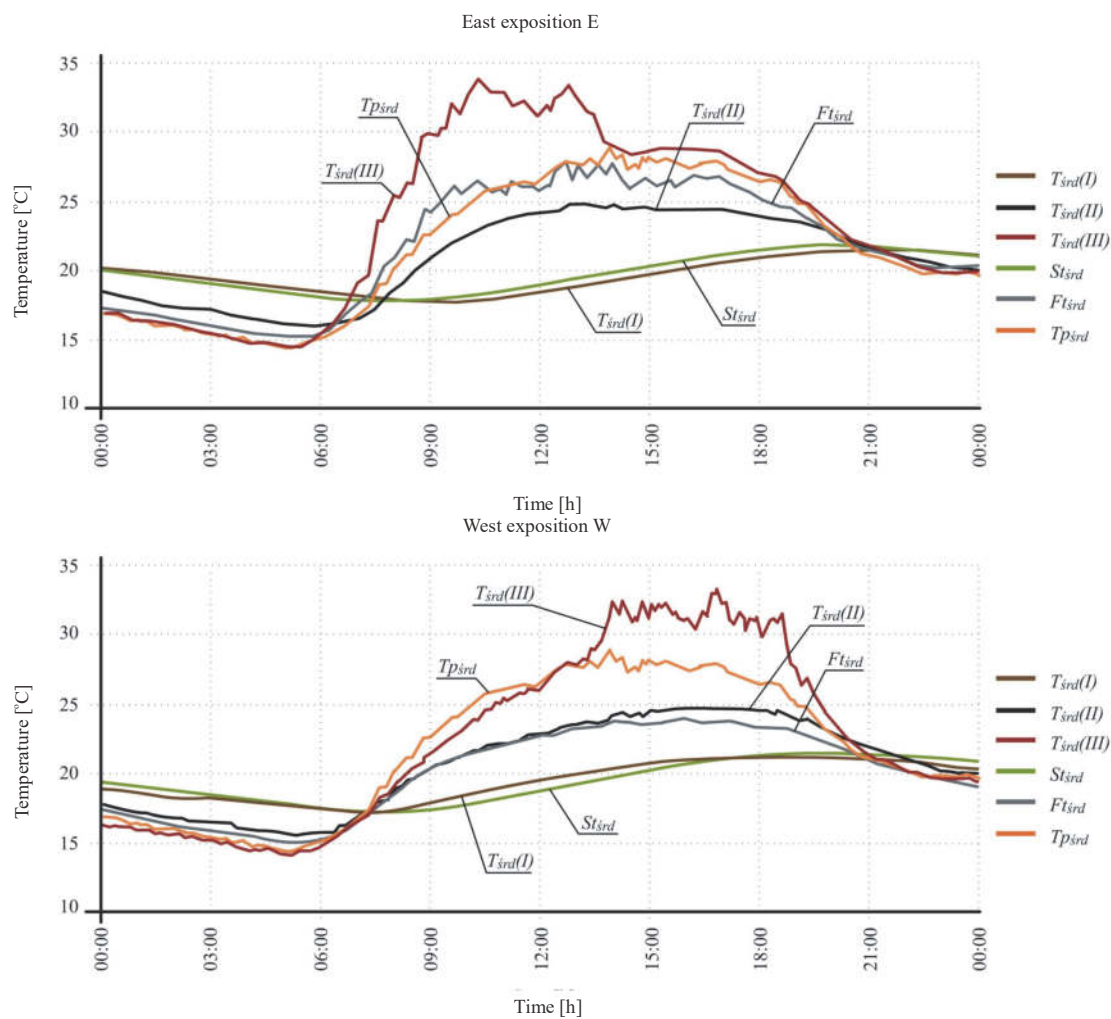 East exposition E
35
30
25
20
15
10
Temperature [°C]
Tpśrd
Tśrd(II)
Ftśrd
Tśrd(III)
Tśrd(I)
Stśrd
Tśrd(I)
Tśrd(II)
Tśrd(III)
Stśrd
Ftśrd
Tpśrd
00:00 03:00 06:00 09:00 12:00 15:00 18:00 21:00 00:00
Time [h]
West exposition W
35
30
25
20
15
10
Temperature [°C]
Tśrd(III)
Tśrd(II)
Tpśrd
Ftśrd
Stśrd
Tśrd(I)
Tśrd(I)
Tśrd(II)
Tśrd(III)
Stśrd
Ftśrd
Tpśrd
00:00 03:00 06:00 09:00 12:00 15:00 18:00 21:00 00:00
Time [h]